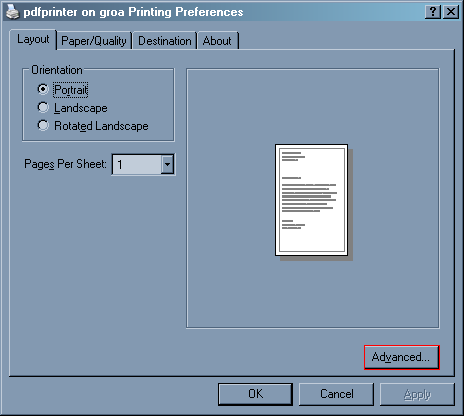 pdfprinter on groa Printing Preferences
Layout
Paper/Quality
Destination
About
Orientation
Portrait
Landscape
Rotated Landscape
Pages Per Sheet: 1
Advanced...
OK
Cancel
Apply